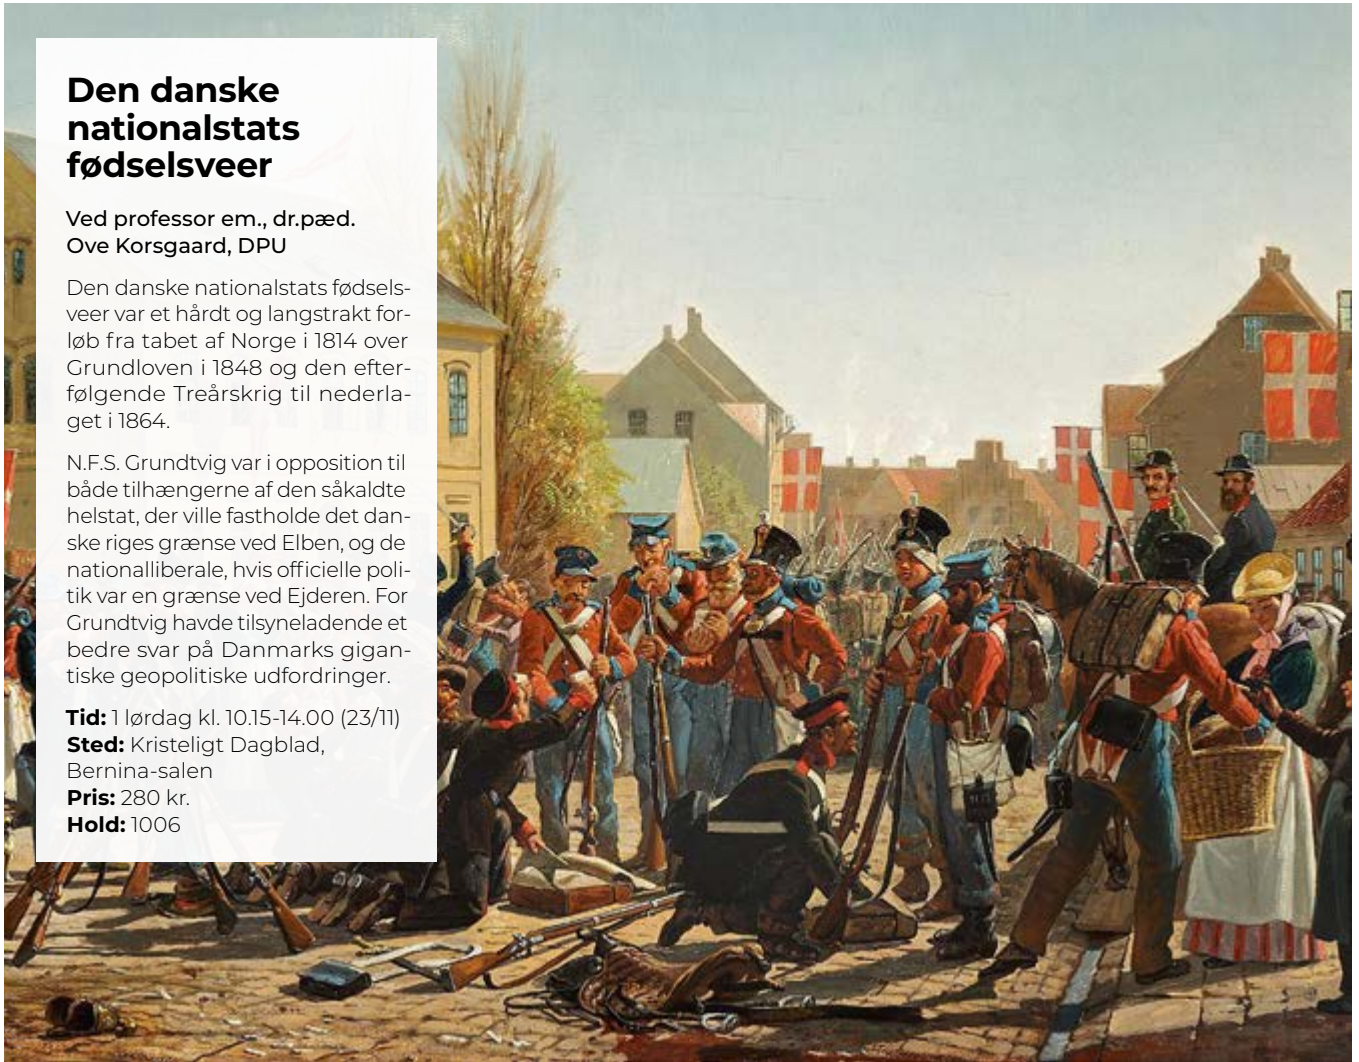 Den danske
nationalstats
fødselsveer
Ved professor em., dr.pæd.
Ove Korsgaard, DPU
Den danske nationalstats fødsels-
veer var et hårdt og langstrakt for-
løb fra tabet af Norge i 1814 over
Grundloven i 1848 og den efter-
følgende Treårskrig til nederla-
get i 1864.
N.F.S. Grundtvig var i opposition til
både tilhængerne af den såkaldte
helstat, der ville fastholde det dan-
ske riges grænse ved Elben, og de
nationalliberale, hvis officielle poli-
tik var en grænse ved Ejderen. For
Grundtvig havde tilsyneladende et
bedre svar på Danmarks gigan-
tiske geopolitiske udfordringer.
Tid: 1 lørdag kl. 10.15-14.00 (23/11)
Sted: Kristeligt Dagblad,
Bernina-salen
Pris: 280 kr.
Hold: 1006